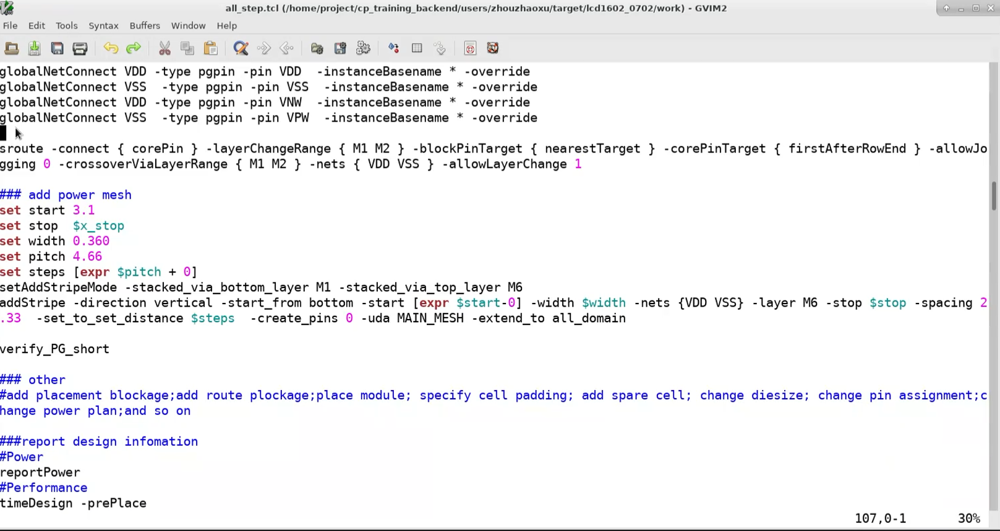 all_step.tcl (/home/project/cp_training_backend/users/zhouzhaoxu/target/lcd1602_0702/work) - GVIM2
File Edit Tools Syntax Buffers Window Help
globalNetConnect VDD -type pgpin -pin VDD  -instanceBasename * -override
globalNetConnect VSS  -type pgpin -pin VSS  -instanceBasename * -override
globalNetConnect VDD -type pgpin -pin VNW  -instanceBasename * -override
globalNetConnect VSS  -type pgpin -pin VPW  -instanceBasename * -override
sroute -connect { corePin } -layerChangeRange { M1 M2 } -blockPinTarget { nearestTarget } -corePinTarget { firstAfterRowEnd } -allowJo
gging 0 -crossoverViaLayerRange { M1 M2 } -nets { VDD VSS } -allowLayerChange 1
### add power mesh
set start 3.1
set stop  $x_stop
set width 0.360
set pitch 4.66
set steps [expr $pitch + 0]
setAddStripeMode -stacked_via_bottom_layer M1 -stacked_via_top_layer M6
addStripe -direction vertical -start_from bottom -start [expr $start-0] -width $width -nets {VDD VSS} -layer M6 -stop $stop -spacing 2
.33  -set_to_set_distance $steps  -create_pins 0 -uda MAIN_MESH -extend_to all_domain
verify_PG_short
### other
#add placement blockage;add route plockage;place module; specify cell padding; add spare cell; change diesize; change pin assignment;c
hange power plan;and so on
###report design infomation
#Power
reportPower
#Performance
timeDesign -prePlace
107,0-1 30%